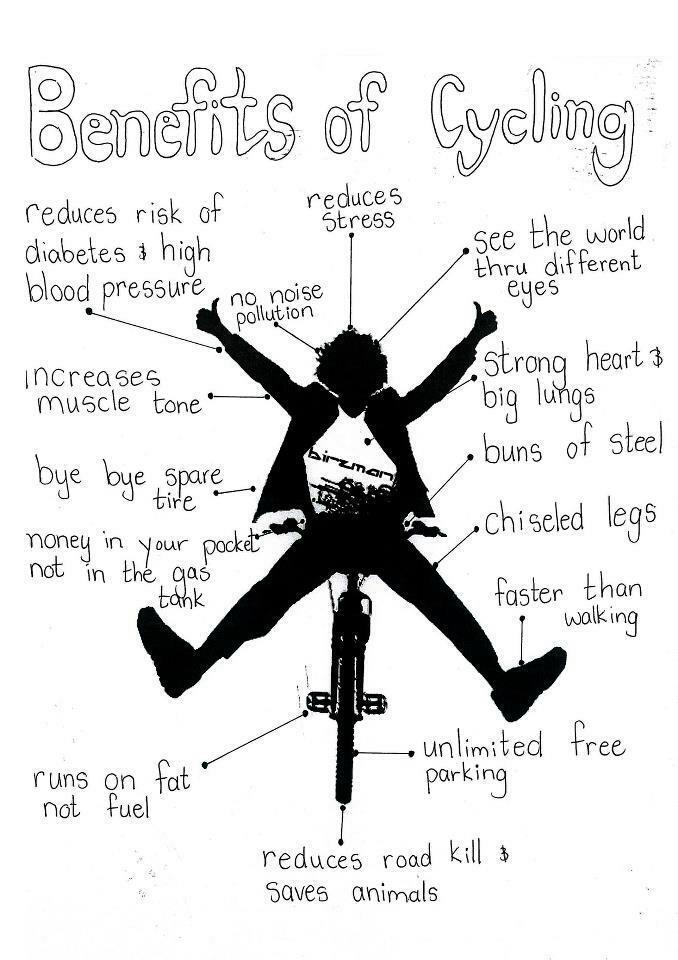 Benefits of Cycling
reduces risk of
diabetes & high
blood pressure
reduces
stress
see the world
thru different
eyes
no noise
pollution
increases
muscle tone
strong heart &
big lungs
birzman
buns of steel
bye bye spare
tire
chiseled legs
money in your pocket
not in the gas
tank
faster than
walking
unlimited free
parking
runs on fat
not fuel
reduces road kill &
saves animals